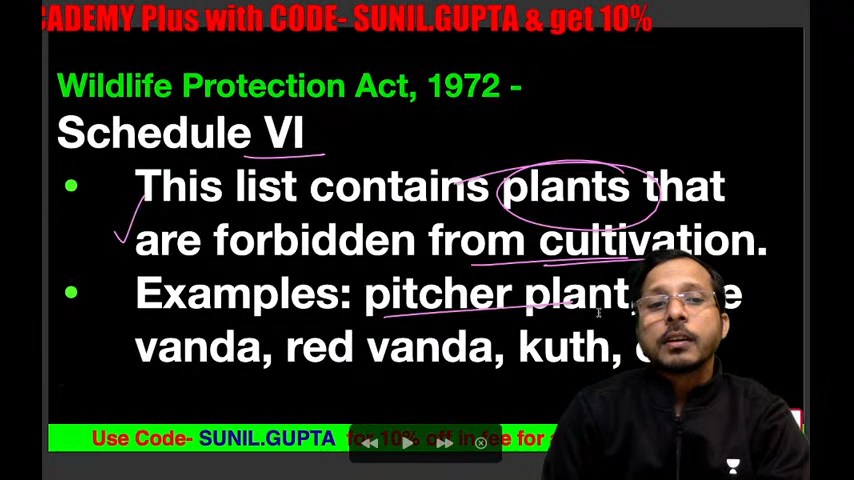 CADEMY Plus with CODE- SUNIL.GUPTA & get 10%
Wildlife Protection Act, 1972 -
Schedule VI
• This list contains plants that
are forbidden from cultivation.
• Examples: pitcher plant,
vanda, red vanda, kuth,
Use Code- SUNIL.GUPTA for 10% off in fee for